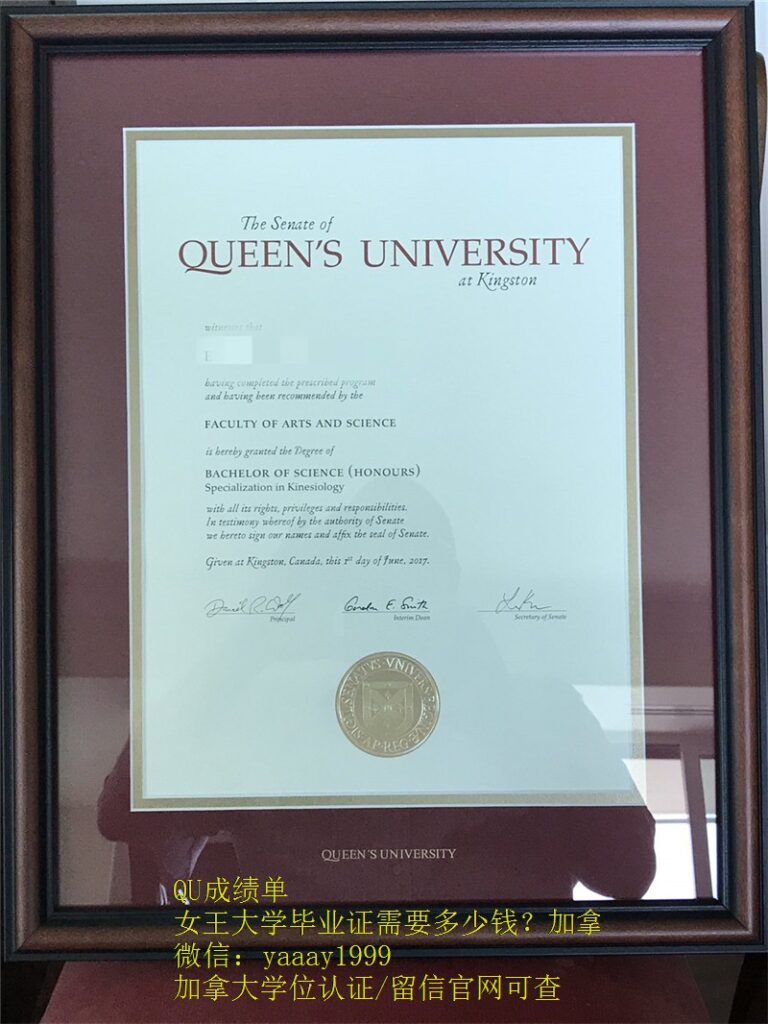 The Senate of
QUEEN'S UNIVERSITY
at Kingston
witnesses that
E
having completed the prescribed program
and having been recommended by the
FACULTY OF ARTS AND SCIENCE
is hereby granted the Degree of
BACHELOR OF SCIENCE (HONOURS)
Specialization in Kinesiology
with all its rights, privileges and responsibilities.
In testimony whereof by the authority of Senate
we hereto sign our names and affix the seal of Senate.
Given at Kingston, Canada, this 1st day of June, 2017.
Principal
Gordon E. Smith
Interim Dean
Secretary of Senate
QUEEN'S UNIVERSITY
QU成绩单
女王大学毕业证需要多少钱？加拿
微信：yaaay1999
加拿大学位认证/留信官网可查